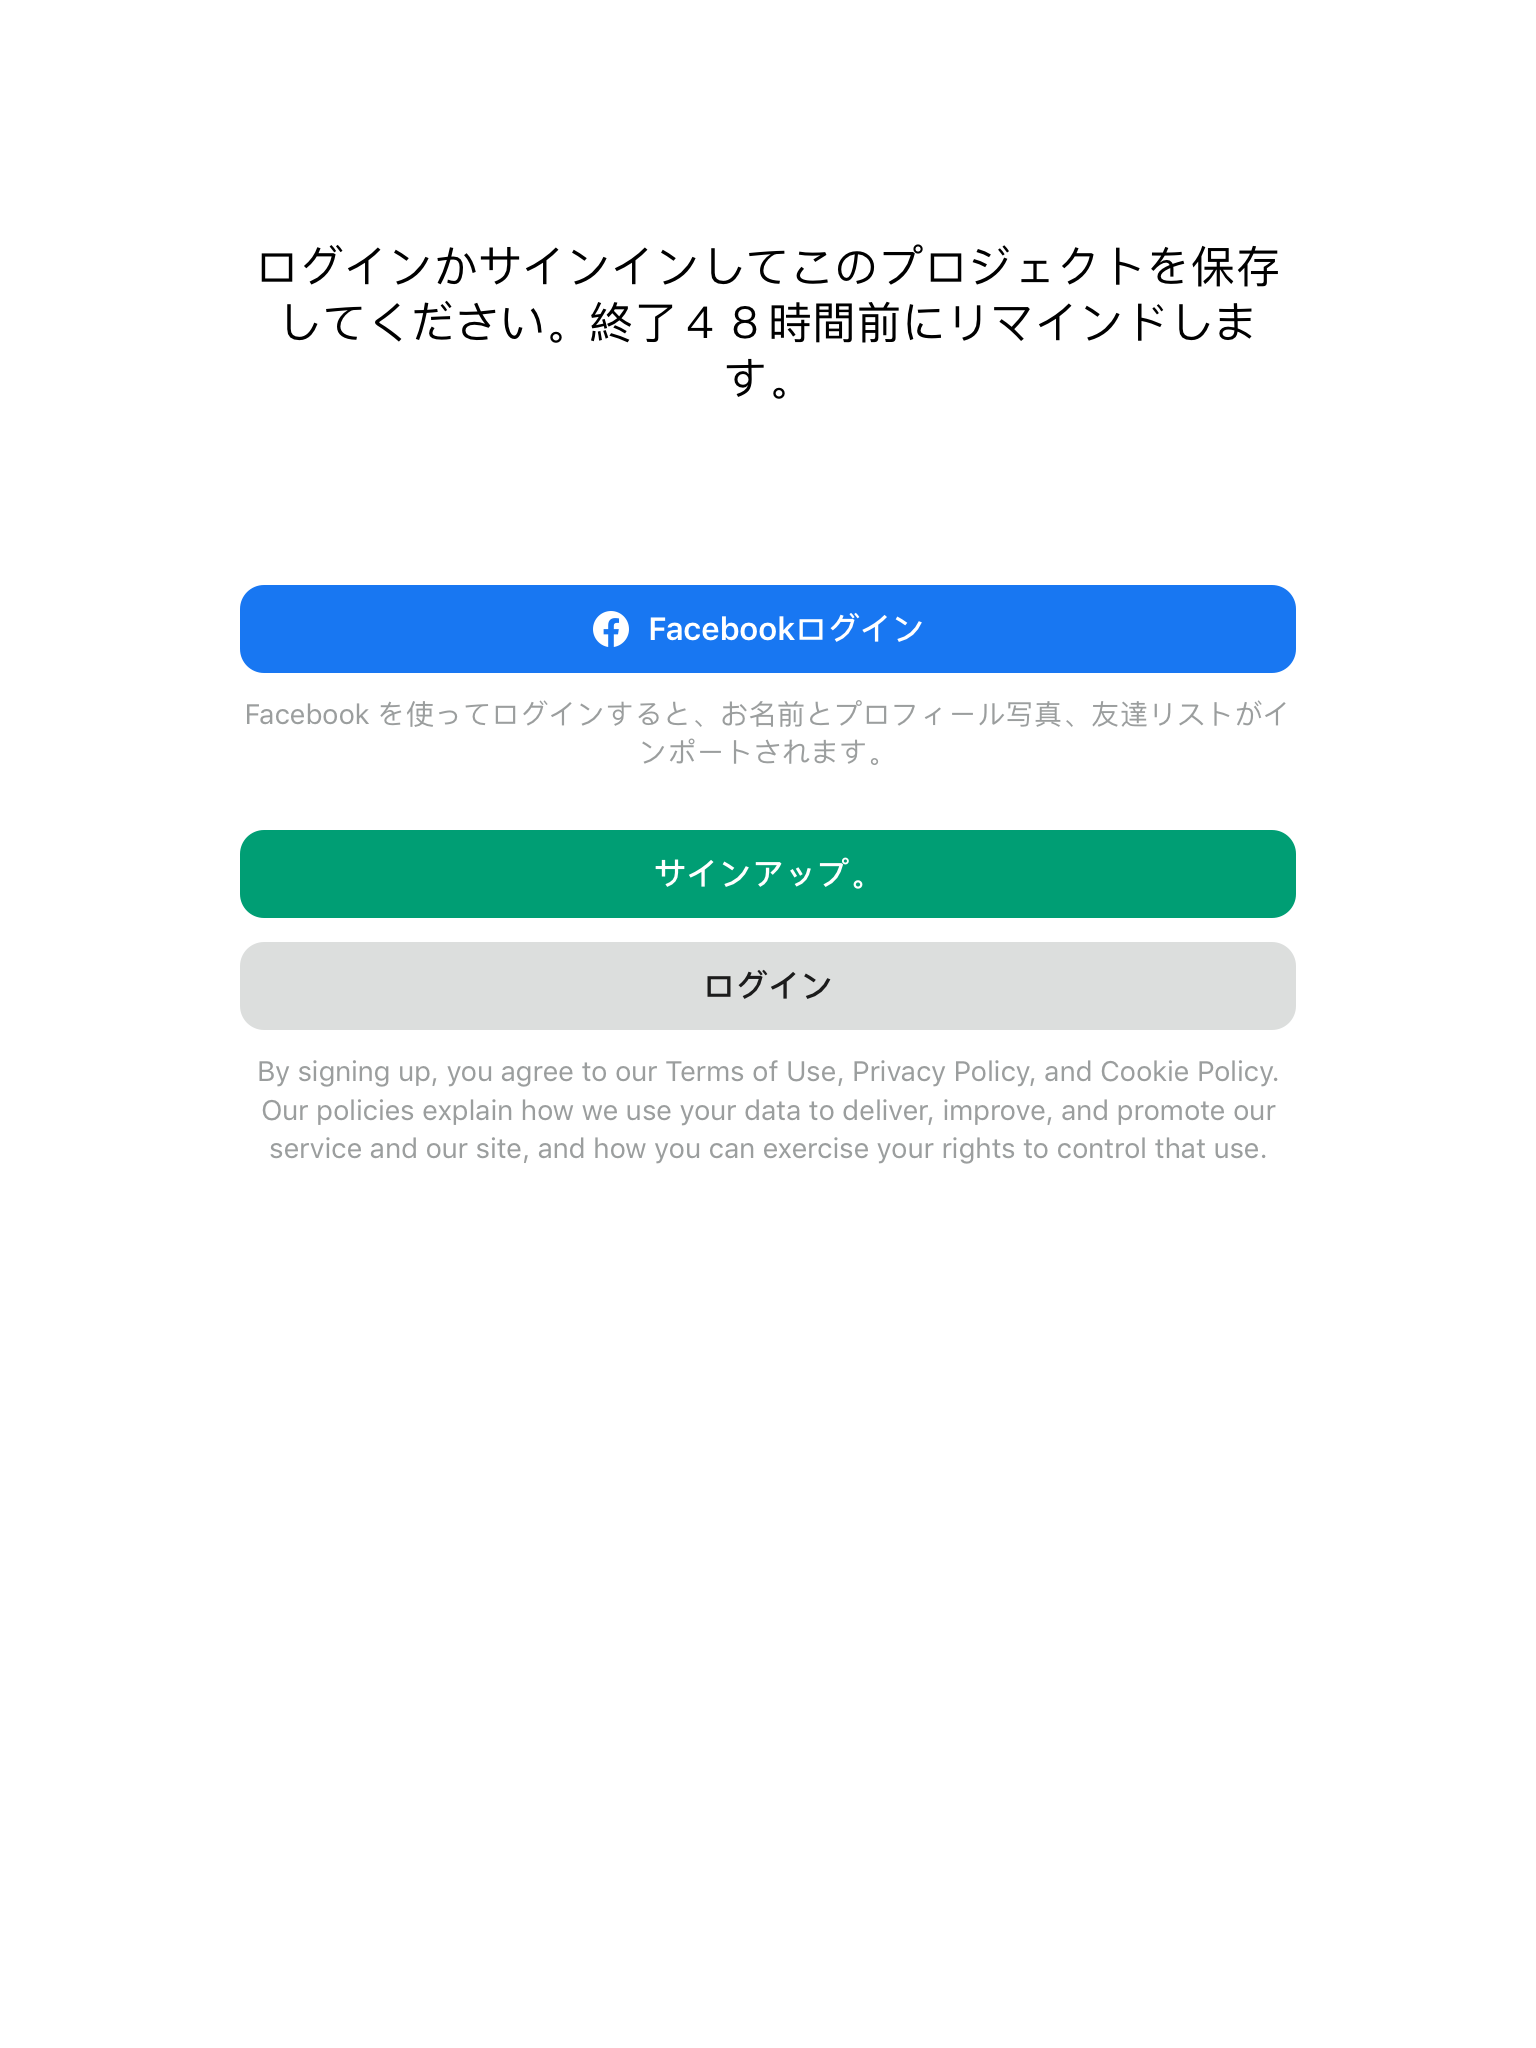 ログインかサインインしてこのプロジェクトを保存
してください。終了４８時間前にリマインドしま
す。
Facebookログイン
Facebook を使ってログインすると、お名前とプロフィール写真、友達リストがイ
ンポートされます。
サインアップ。
ログイン
By signing up, you agree to our Terms of Use, Privacy Policy, and Cookie Policy.
Our policies explain how we use your data to deliver, improve, and promote our
service and our site, and how you can exercise your rights to control that use.